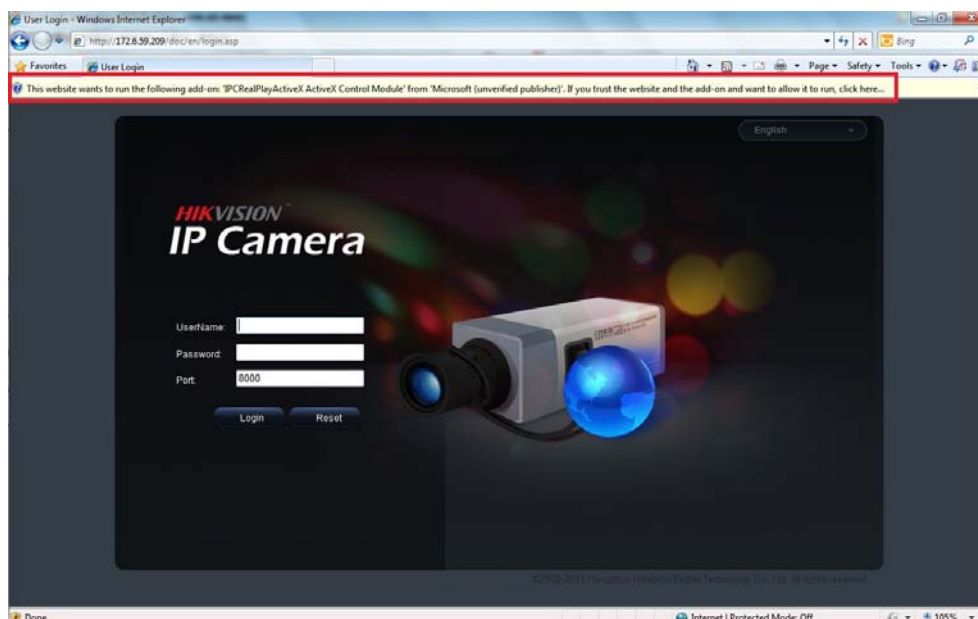 User Login - Windows Internet Explorer
http://172.6.59.209/doc/en/login.asp
Bing
Favorites User Login Page Safety Tools
This website wants to run the following add-on: 'IPCRealPlayActiveX ActiveX Control Module' from 'Microsoft (unverified publisher)'. If you trust the website and the add-on and want to allow it to run, click here...
English
HIKVISION
IP Camera
UserName:
Password:
Port: 8000
Login Reset
Done Internet | Protected Mode: Off 105%